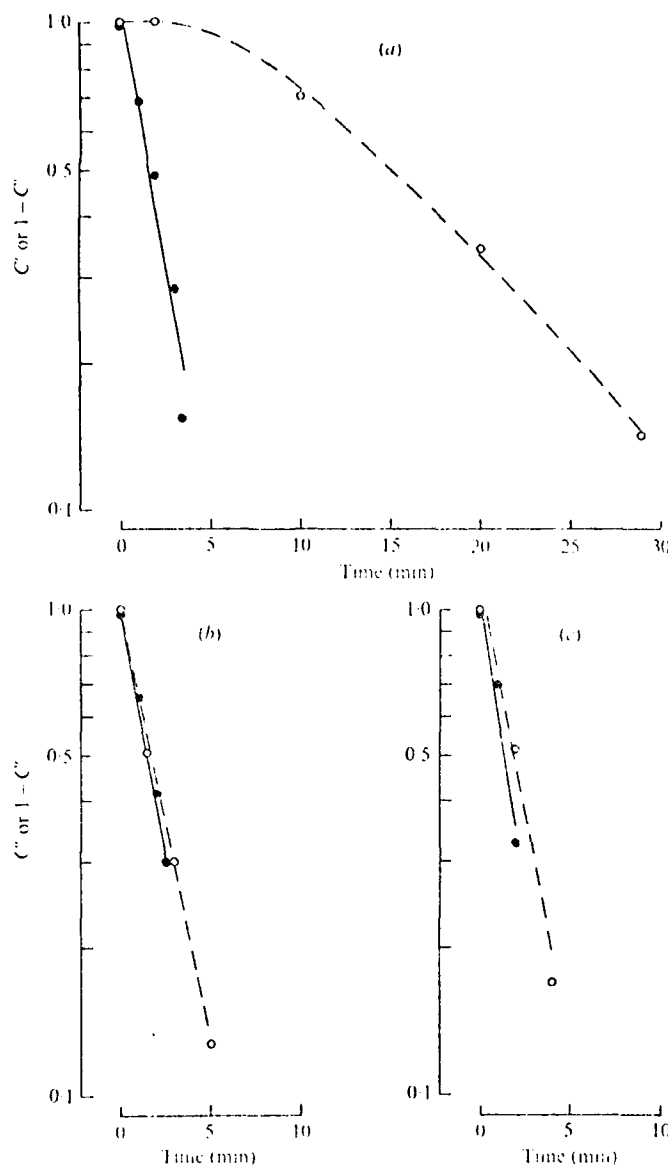 1·0
(a)
0·5
C' or 1 – C'
0·1
0 5 10 15 20 25 30
Time (min)
1·0 (b) 1·0 (c)
0·5 0·5
C'' or 1 – C''
0·1 0·1
0 5 10 0 5 10
Time (min) Time (min)